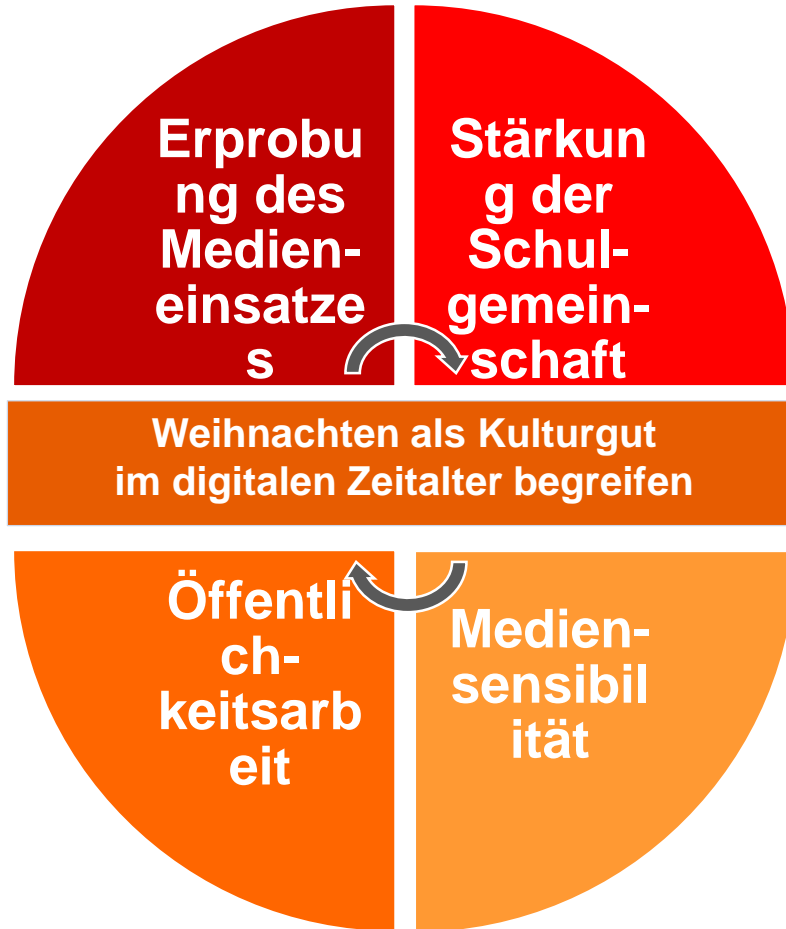 Erprobu
ng des
Medien-
einsatze
s
Stärkun
g der
Schul-
gemein-
schaft
Weihnachten als Kulturgut
im digitalen Zeitalter begreifen
Öffentli
ch-
keitsarb
eit
Medien-
sensibil
ität